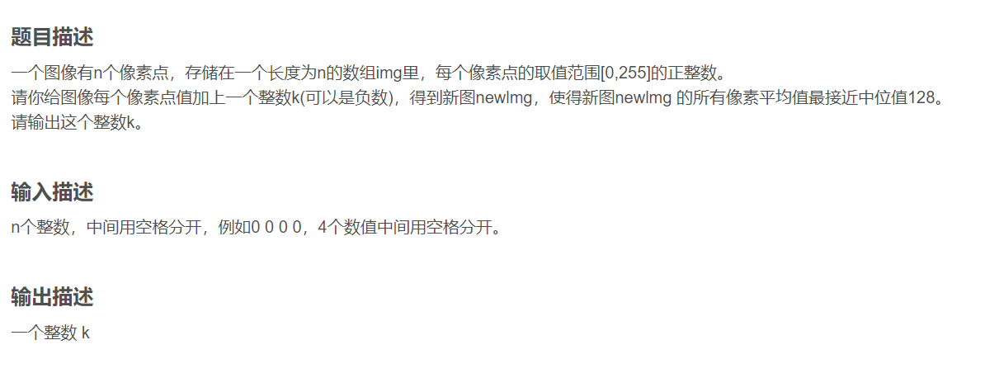 题目描述
一个图像有n个像素点，存储在一个长度为n的数组img里，每个像素点的取值范围[0,255]的正整数。
请你给图像每个像素点值加上一个整数k(可以是负数)，得到新图newImg，使得新图newImg 的所有像素平均值最接近中位值128。
请输出这个整数k。
输入描述
n个整数，中间用空格分开，例如0 0 0 0，4个数值中间用空格分开。
输出描述
一个整数 k